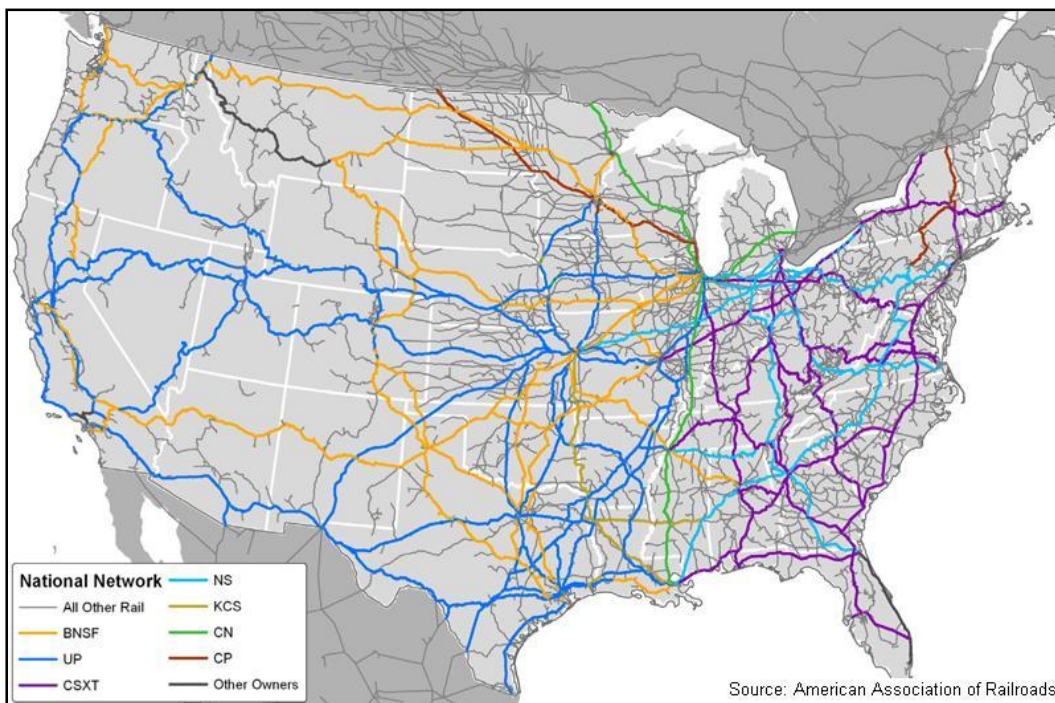 National Network
All Other Rail
BNSF
UP
CSXT
NS
KCS
CN
CP
Other Owners
Source: American Association of Railroads